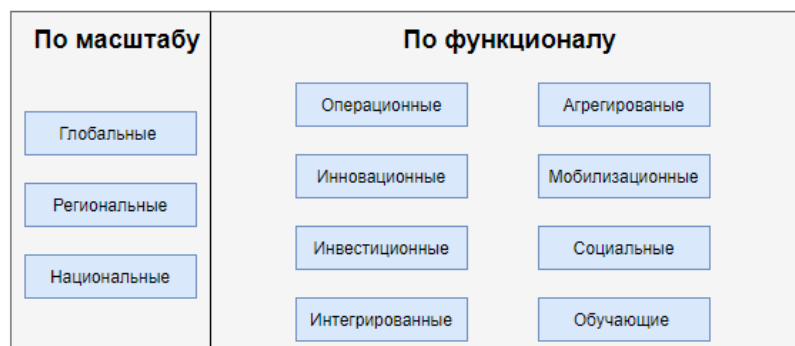 По масштабу
Глобальные
Региональные
Национальные
По функционалу
Операционные
Агрегированые
Инновационные
Мобилизационные
Инвестиционные
Социальные
Интегрированные
Обучающие